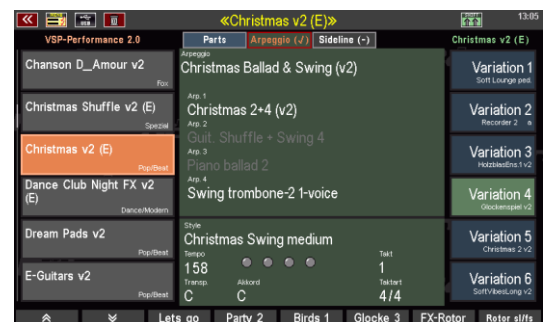 «Christmas v2 (E)»
13:05
VSP-Performance 2.0
Parts
Arpeggio (√)
Sideline (-)
Christmas v2 (E)
Chanson D_Amour v2
Fox
Christmas Shuffle v2 (E)
Spezial
Christmas v2 (E)
Pop/Beat
Dance Club Night FX v2
(E)
Dance/Modern
Dream Pads v2
Pop/Beat
E-Guitars v2
Pop/Beat
Arpeggio
Christmas Ballad & Swing (v2)
Arp. 1
Christmas 2+4 (v2)
Arp. 2
Guit. Shuffle + Swing 4
Arp. 3
Piano ballad 2
Arp. 4
Swing trombone-2 1-voice
Style
Christmas Swing medium
Tempo
Takt
158
1
Transp.
Akkord
Taktart
C
C
4/4
Variation 1
Soft Lounge ped.
Variation 2
Recorder 2 a
Variation 3
HolzblasEns.1 v2
Variation 4
Glockenspiel v2
Variation 5
Christmas 2 v2
Variation 6
SoftVibesLong v2
Lets go
Party 2
Birds 1
Glocke 3
FX-Rotor
Rotor sl/fs